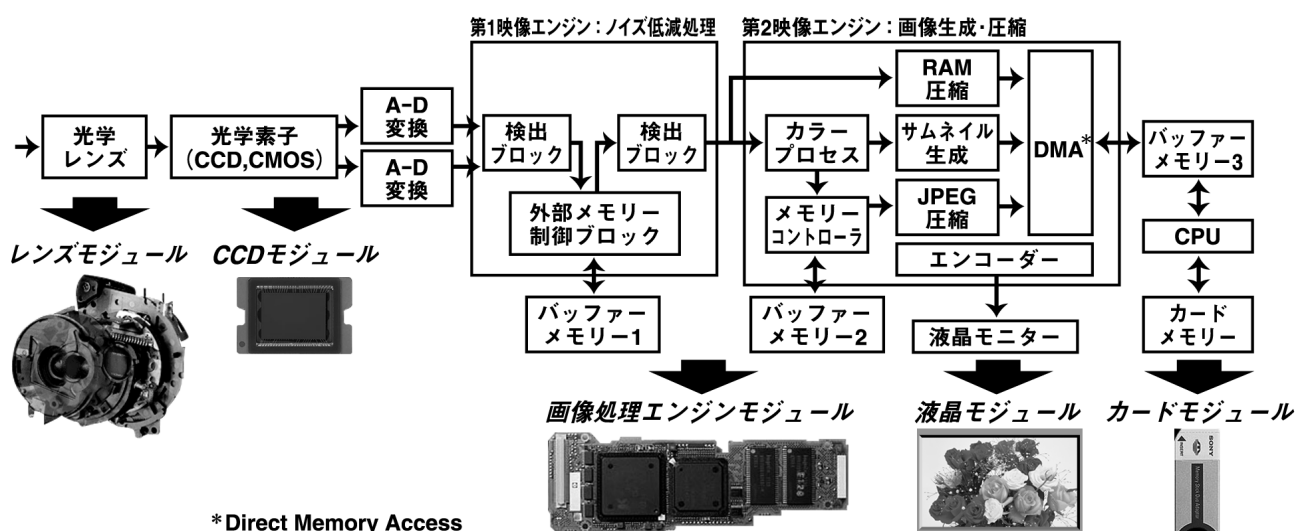 第1映像エンジン：ノイズ低減処理
第2映像エンジン：画像生成・圧縮
光学
レンズ
光学素子
（CCD,CMOS）
A-D
変換
A-D
変換
検出
ブロック
検出
ブロック
外部メモリー
制御ブロック
カラー
プロセス
メモリー
コントローラ
RAM
圧縮
サムネイル
生成
JPEG
圧縮
エンコーダー
DMA*
バッファー
メモリー3
CPU
カード
メモリー
バッファー
メモリー1
バッファー
メモリー2
液晶モニター
レンズモジュール
CCDモジュール
画像処理エンジンモジュール
液晶モジュール
カードモジュール
SONY
*Direct Memory Access